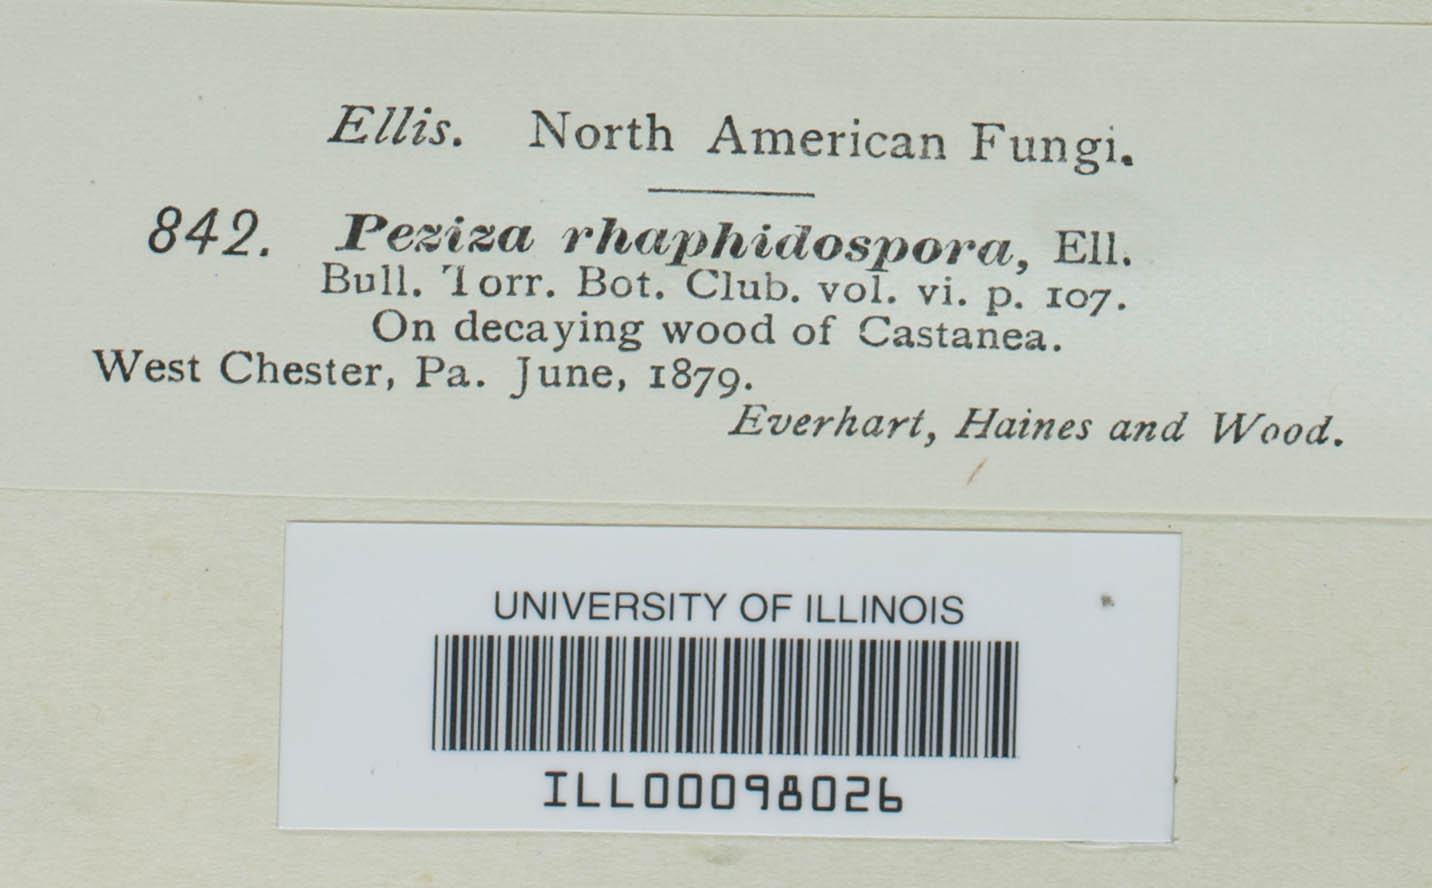 Ellis. North American Fungi.
842. Peziza rhaphidospora, Ell.
Bull. Torr. Bot. Club. vol. vi. p. 107.
On decaying wood of Castanea.
West Chester, Pa. June, 1879.
Everhart, Haines and Wood.
UNIVERSITY OF ILLINOIS
ILL00098026